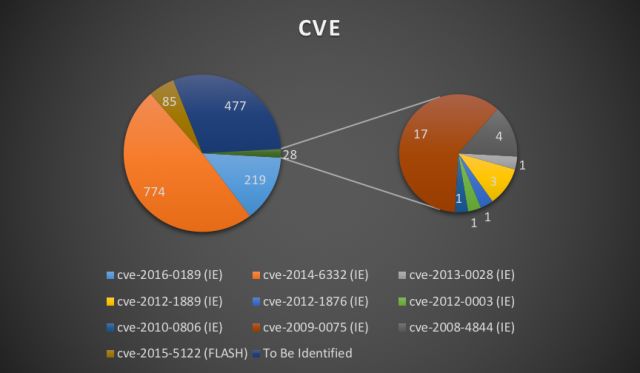 CVE
85
477
28
219
774
17
4
1
3
1
1
1
cve-2016-0189 (IE) cve-2014-6332 (IE) cve-2013-0028 (IE)
cve-2012-1889 (IE) cve-2012-1876 (IE) cve-2012-0003 (IE)
cve-2010-0806 (IE) cve-2009-0075 (IE) cve-2008-4844 (IE)
cve-2015-5122 (FLASH) To Be Identified